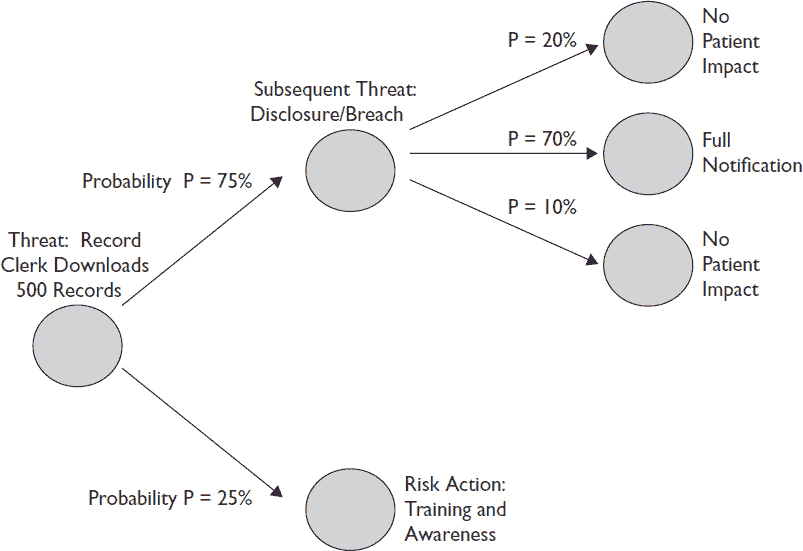 No
Patient
Impact
P = 20%
Subsequent Threat:
Disclosure/Breach
P = 70%
Full
Notification
Probability P = 75%
P = 10%
No
Patient
Impact
Threat: Record
Clerk Downloads
500 Records
Probability P = 25%
Risk Action:
Training and
Awareness